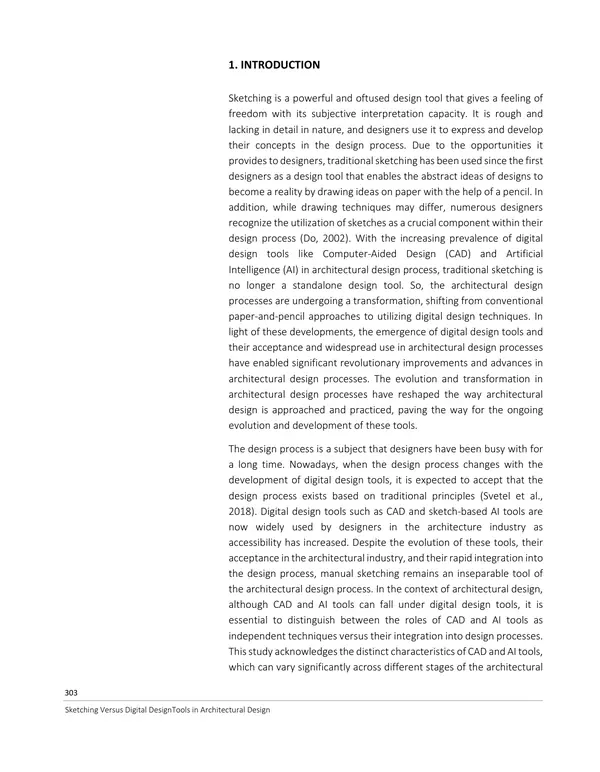 1. INTRODUCTION
Sketching is a powerful and oftused design tool that gives a feeling of
freedom with its subjective interpretation capacity. It is rough and
lacking in detail in nature, and designers use it to express and develop
their concepts in the design process. Due to the opportunities it
provides to designers, traditional sketching has been used since the first
designers as a design tool that enables the abstract ideas of designs to
become a reality by drawing ideas on paper with the help of a pencil. In
addition, while drawing techniques may differ, numerous designers
recognize the utilization of sketches as a crucial component within their
design process (Do, 2002). With the increasing prevalence of digital
design tools like Computer-Aided Design (CAD) and Artificial
Intelligence (AI) in architectural design process, traditional sketching is
no longer a standalone design tool. So, the architectural design
processes are undergoing a transformation, shifting from conventional
paper-and-pencil approaches to utilizing digital design techniques. In
light of these developments, the emergence of digital design tools and
their acceptance and widespread use in architectural design processes
have enabled significant revolutionary improvements and advances in
architectural design processes. The evolution and transformation in
architectural design processes have reshaped the way architectural
design is approached and practiced, paving the way for the ongoing
evolution and development of these tools.
The design process is a subject that designers have been busy with for
a long time. Nowadays, when the design process changes with the
development of digital design tools, it is expected to accept that the
design process exists based on traditional principles (Svetel et al.,
2018). Digital design tools such as CAD and sketch-based AI tools are
now widely used by designers in the architecture industry as
accessibility has increased. Despite the evolution of these tools, their
acceptance in the architectural industry, and their rapid integration into
the design process, manual sketching remains an inseparable tool of
the architectural design process. In the context of architectural design,
although CAD and AI tools can fall under digital design tools, it is
essential to distinguish between the roles of CAD and AI tools as
independent techniques versus their integration into design processes.
This study acknowledges the distinct characteristics of CAD and AI tools,
which can vary significantly across different stages of the architectural
303
Sketching Versus Digital DesignTools in Architectural Design